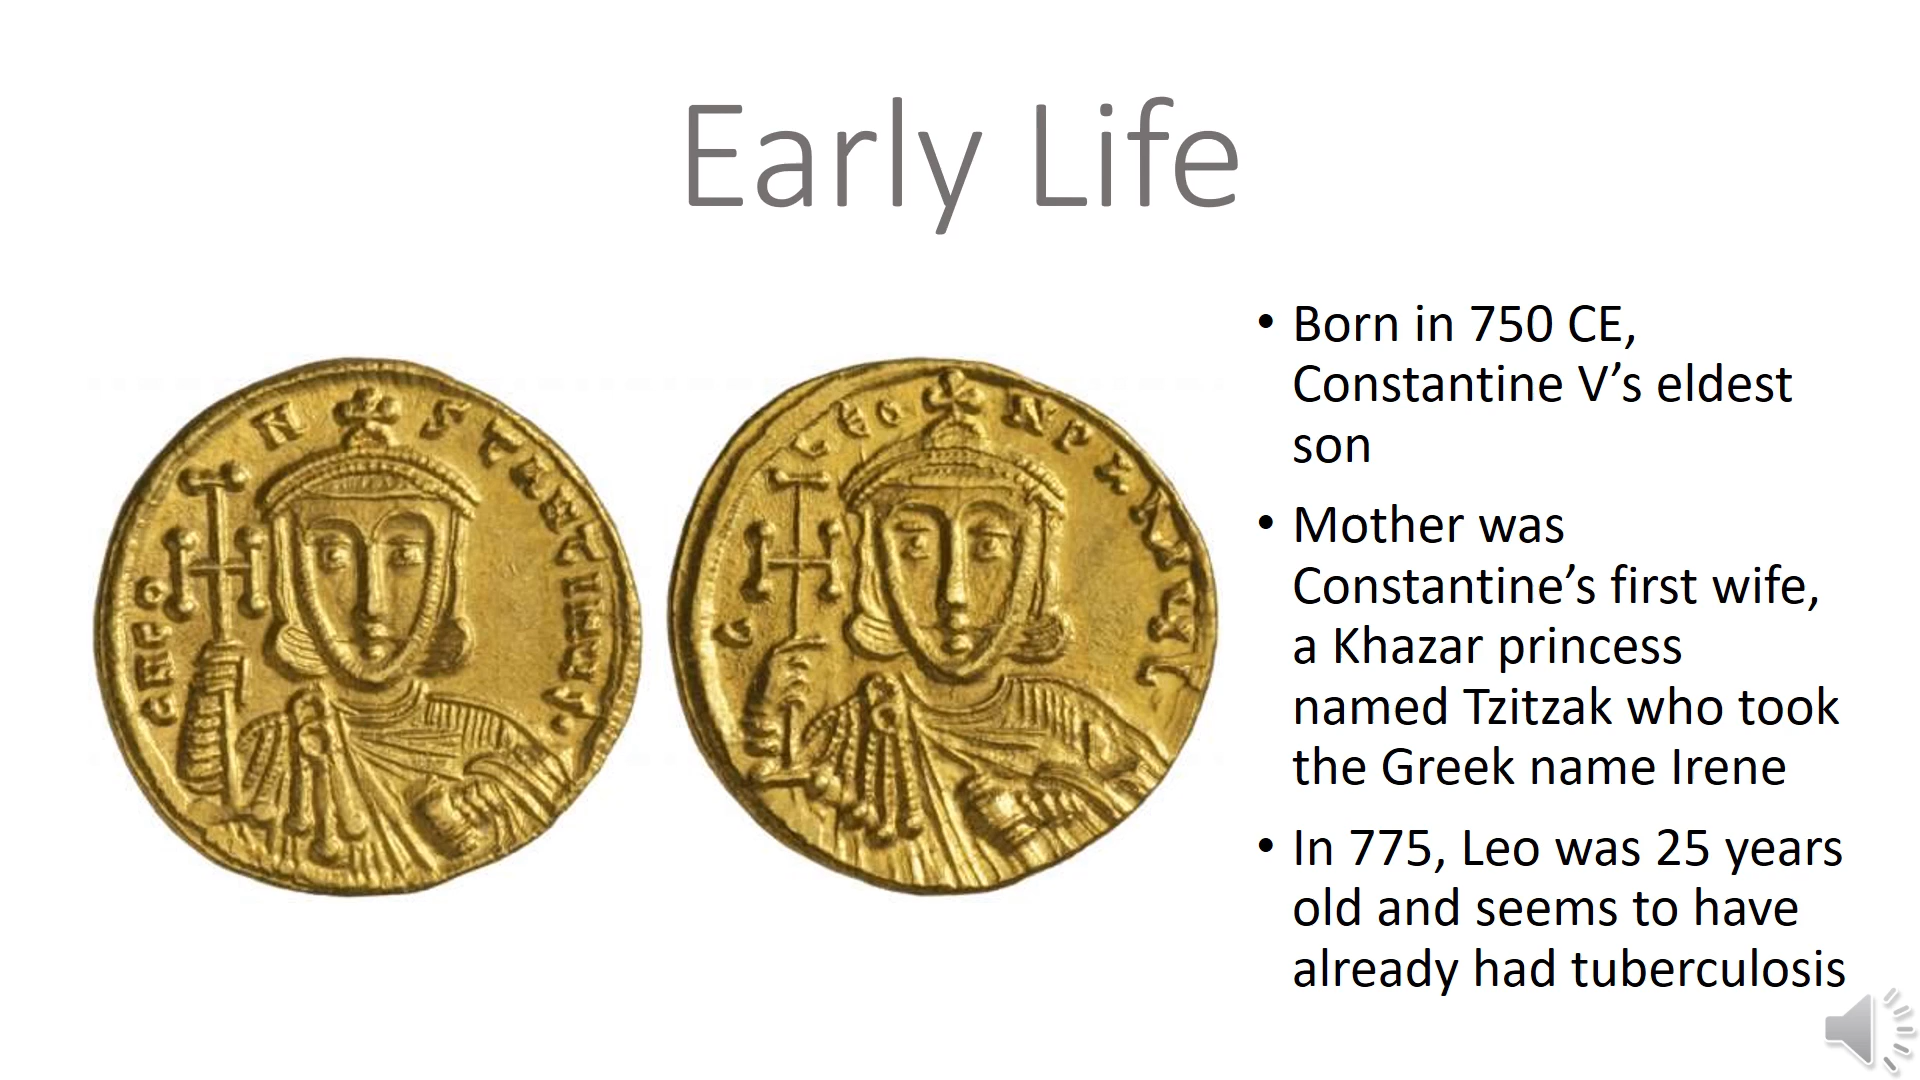 Early Life
• Born in 750 CE,
Constantine V’s eldest
son
• Mother was
Constantine’s first wife,
a Khazar princess
named Tzitzak who took
the Greek name Irene
• In 775, Leo was 25 years
old and seems to have
already had tuberculosis